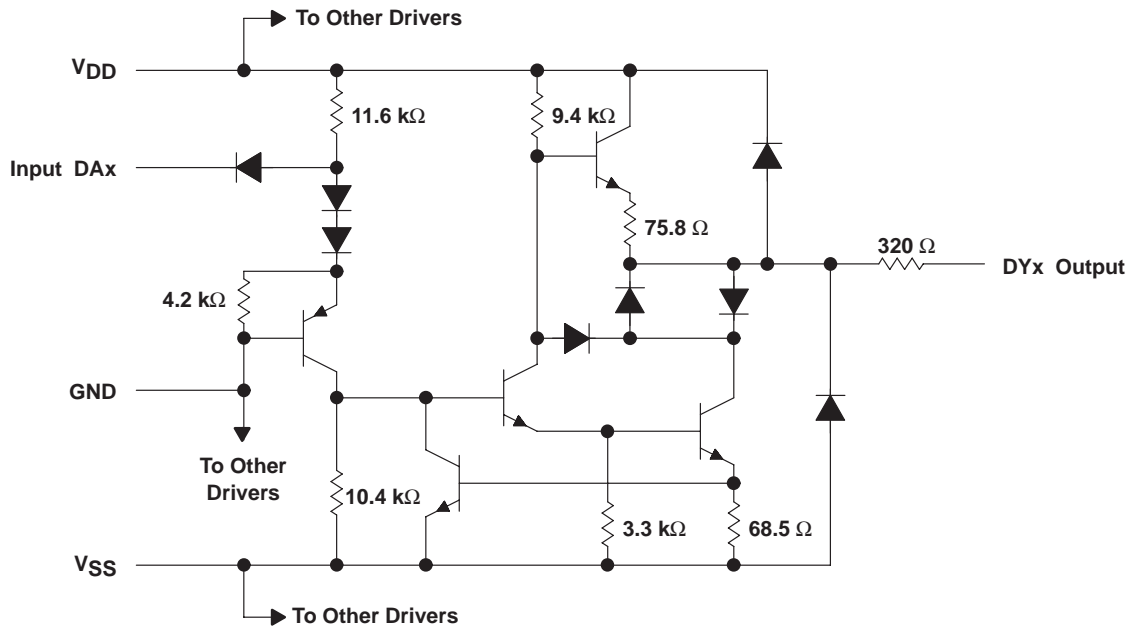 To Other Drivers
VDD
11.6 kΩ
9.4 kΩ
Input DAx
75.8 Ω
320 Ω
DYx Output
4.2 kΩ
GND
To Other
Drivers
10.4 kΩ
3.3 kΩ
68.5 Ω
VSS
To Other Drivers